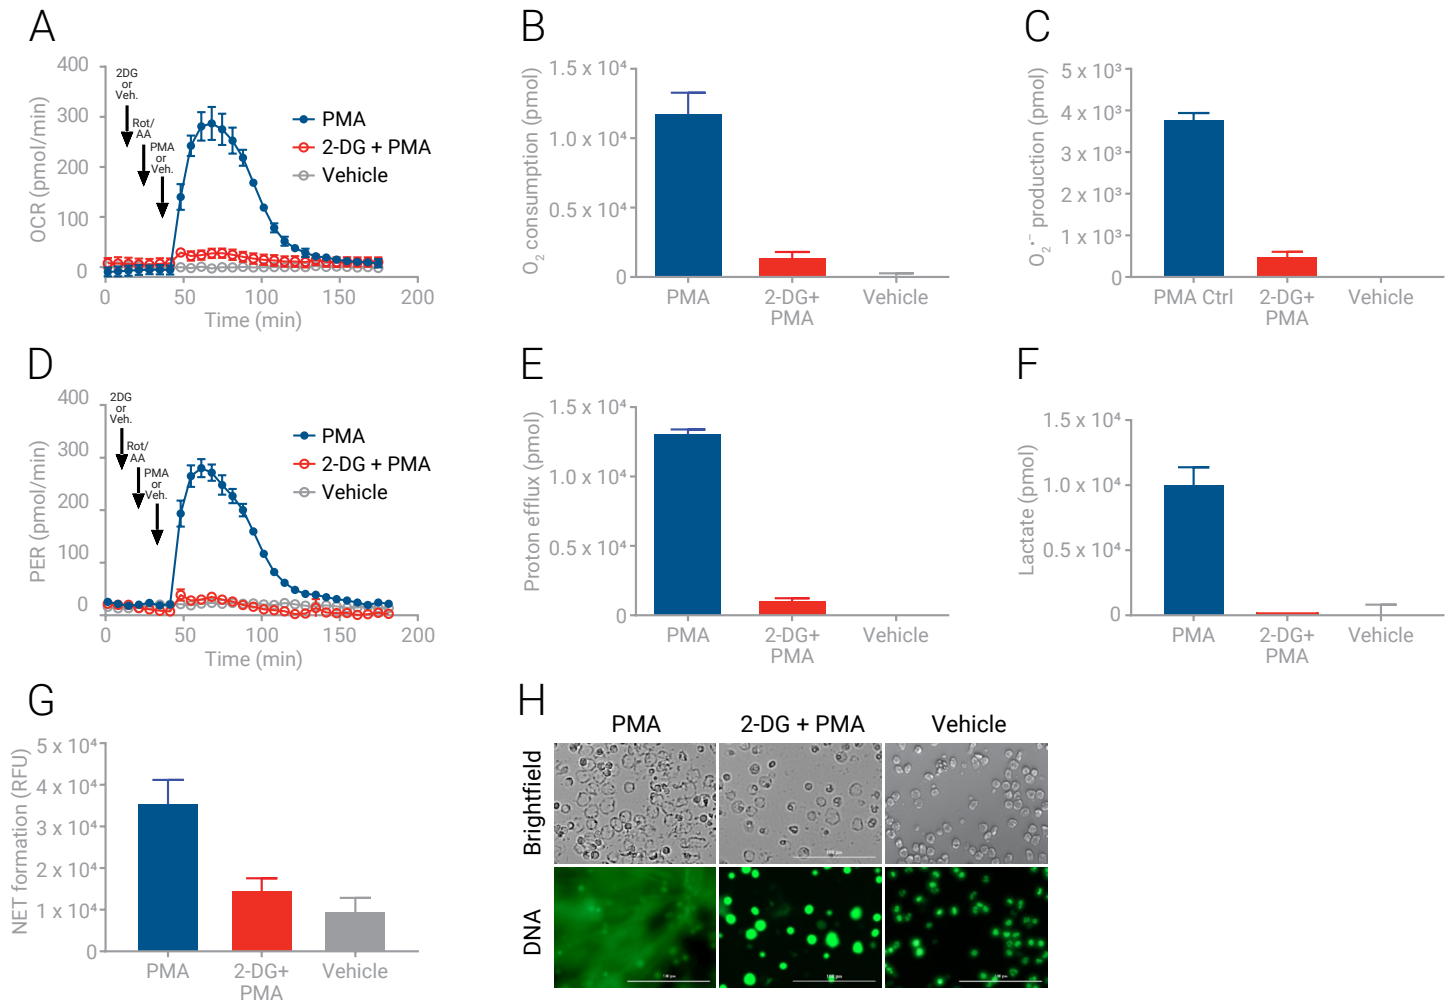 A
400
300
200
100
0
OCR (pmol/min)
2DG
or
Veh.
Rot/
AA
PMA
or
Veh.
PMA
2-DG + PMA
Vehicle
0
50
100
150
200
Time (min)
B
1.5 x 10⁴
1.0 x 10⁴
0.5 x 10⁴
0
O₂ consumption (pmol)
PMA
2-DG+
PMA
Vehicle
C
5 x 10³
4 x 10³
3 x 10³
2 x 10³
1 x 10³
0
O₂•⁻ production (pmol)
PMA Ctrl
2-DG+
PMA
Vehicle
D
400
300
200
100
0
PER (pmol/min)
2DG
or
Veh.
Rot/
AA
PMA
or
Veh.
PMA
2-DG + PMA
Vehicle
0
50
100
150
200
Time (min)
E
1.5 x 10⁴
1.0 x 10⁴
0.5 x 10⁴
0
Proton efflux (pmol)
PMA
2-DG+
PMA
Vehicle
F
1.5 x 10⁴
1.0 x 10⁴
0.5 x 10⁴
0
Lactate (pmol)
PMA
2-DG+
PMA
Vehicle
G
5 x 10⁴
4 x 10⁴
3 x 10⁴
2 x 10⁴
1 x 10⁴
0
NET formation (RFU)
PMA
2-DG+
PMA
Vehicle
H
PMA
2-DG + PMA
Vehicle
Brightfield
DNA